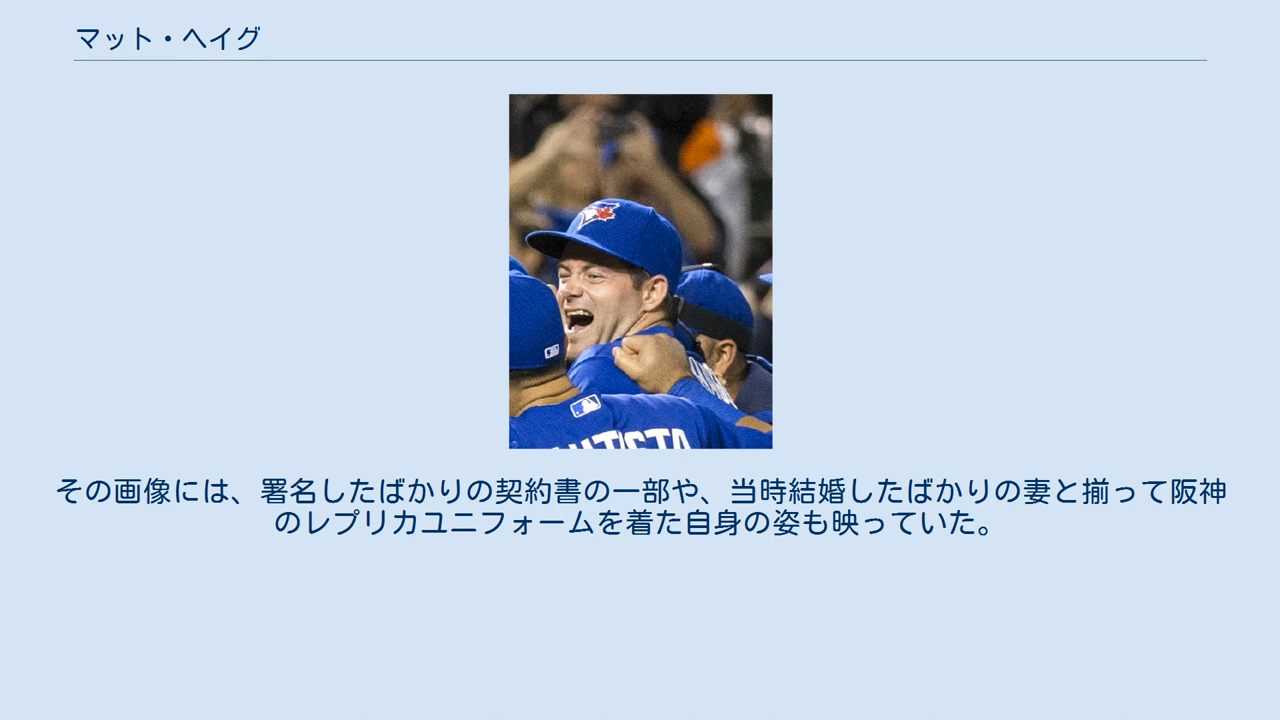 マット・ヘイグ
その画像には、署名したばかりの契約書の一部や、当時結婚したばかりの妻と揃って阪神
のレプリカユニフォームを着た自身の姿も映っていた。